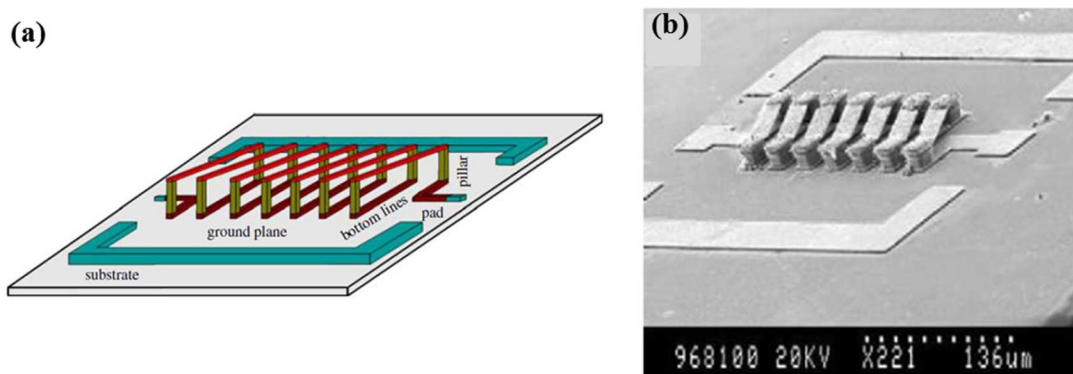 (a)
pillar
bottom lines
pad
ground plane
substrate
(b)
968100 20KV X221 136um